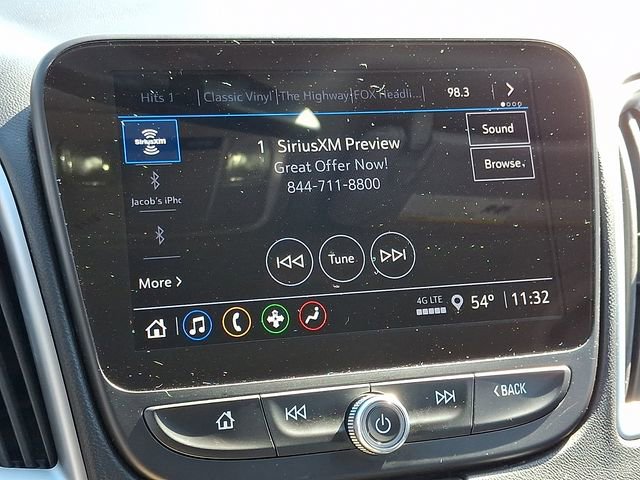 Hits 1 Classic Vinyl The Highway FOX Headli... 98.3
SiriusXM
1 SiriusXM Preview
Sound
Great Offer Now!
Browse
844-711-8800
Jacob's iPhc
Tune
More
4G LTE 54° 11:32
BACK